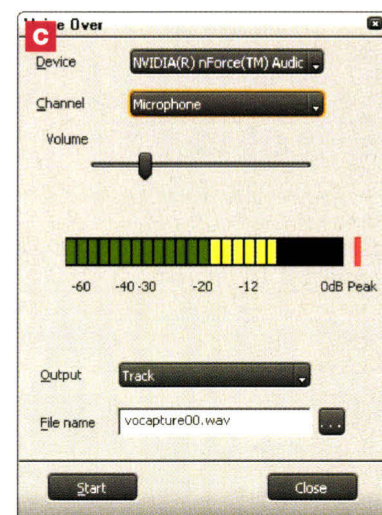 C
Voice Over
Device
NVIDIA(R) nForce(TM) Audic
Channel
Microphone
Volume
-60 -40 -30 -20 -12 0dB Peak
Output
Track
File name
vocapture00.wav
...
Start
Close